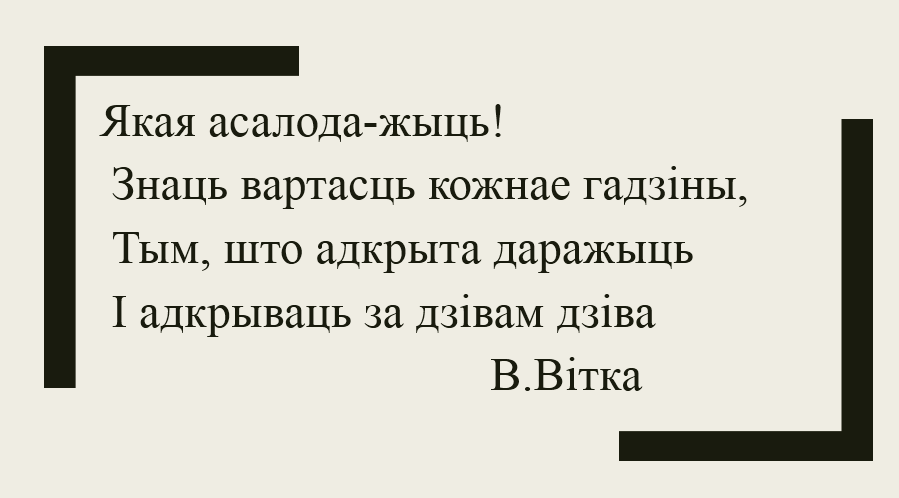 Якая асалода-жыць!
Знаць вартасць кожнае гадзіны,
Тым, што адкрыта даражыць
І адкрываць за дзівам дзіва
В.Вітка